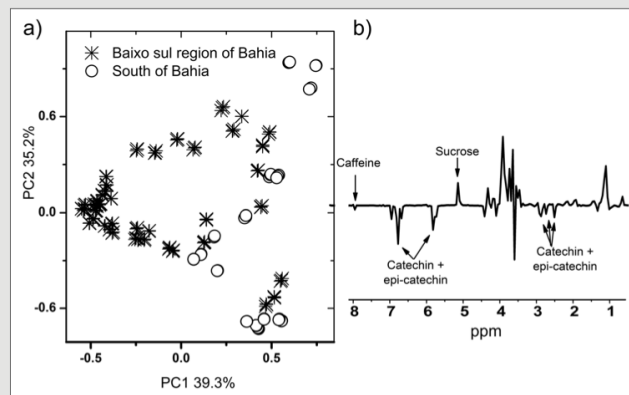 a)
Baixo sul region of Bahia
South of Bahia
PC2 35.2%
0.6
0.0
-0.6
-0.5
0.0
0.5
PC1 39.3%
b)
Caffeine
Sucrose
Catechin +
epi-catechin
Catechin +
epi-catechin
8 7 6 5 4 3 2 1
ppm